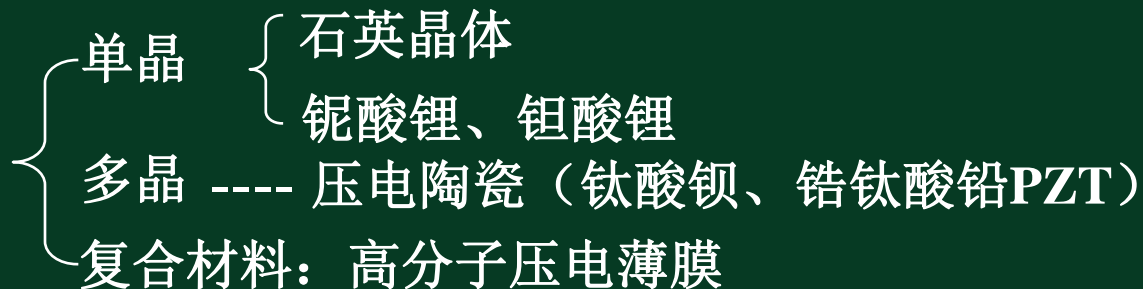 单晶
石英晶体
铌酸锂、钽酸锂
多晶 ---- 压电陶瓷（钛酸钡、锆钛酸铅PZT）
复合材料：高分子压电薄膜